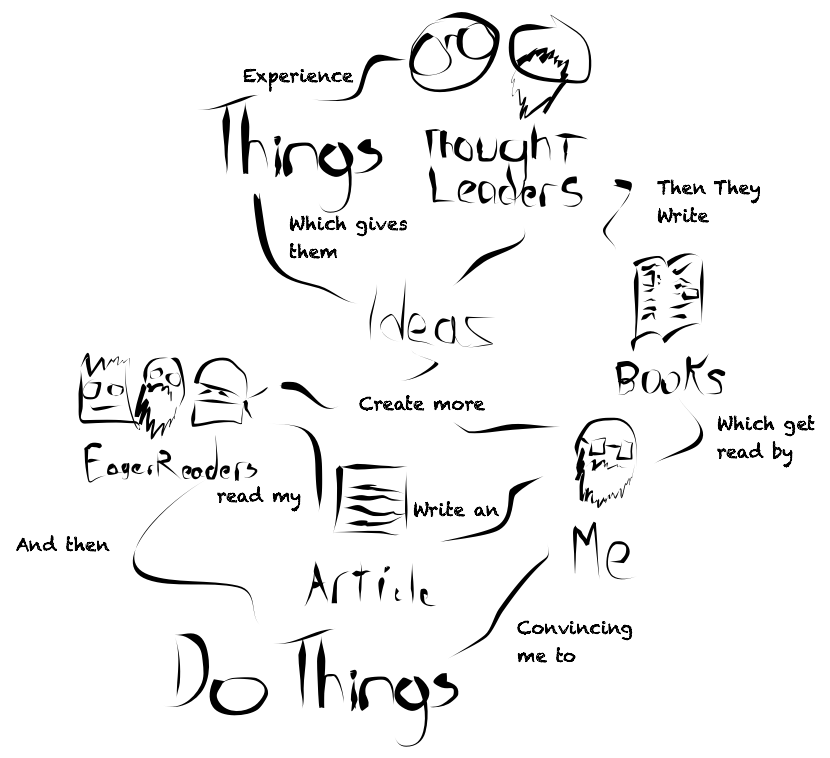 Experience
Things
Thought
Leaders
Then They
Write
Which gives
them
Ideas
Books
Create more
Which get
read by
EagerReaders
read my
Write an
And then
Me
Article
Convincing
me to
Do Things